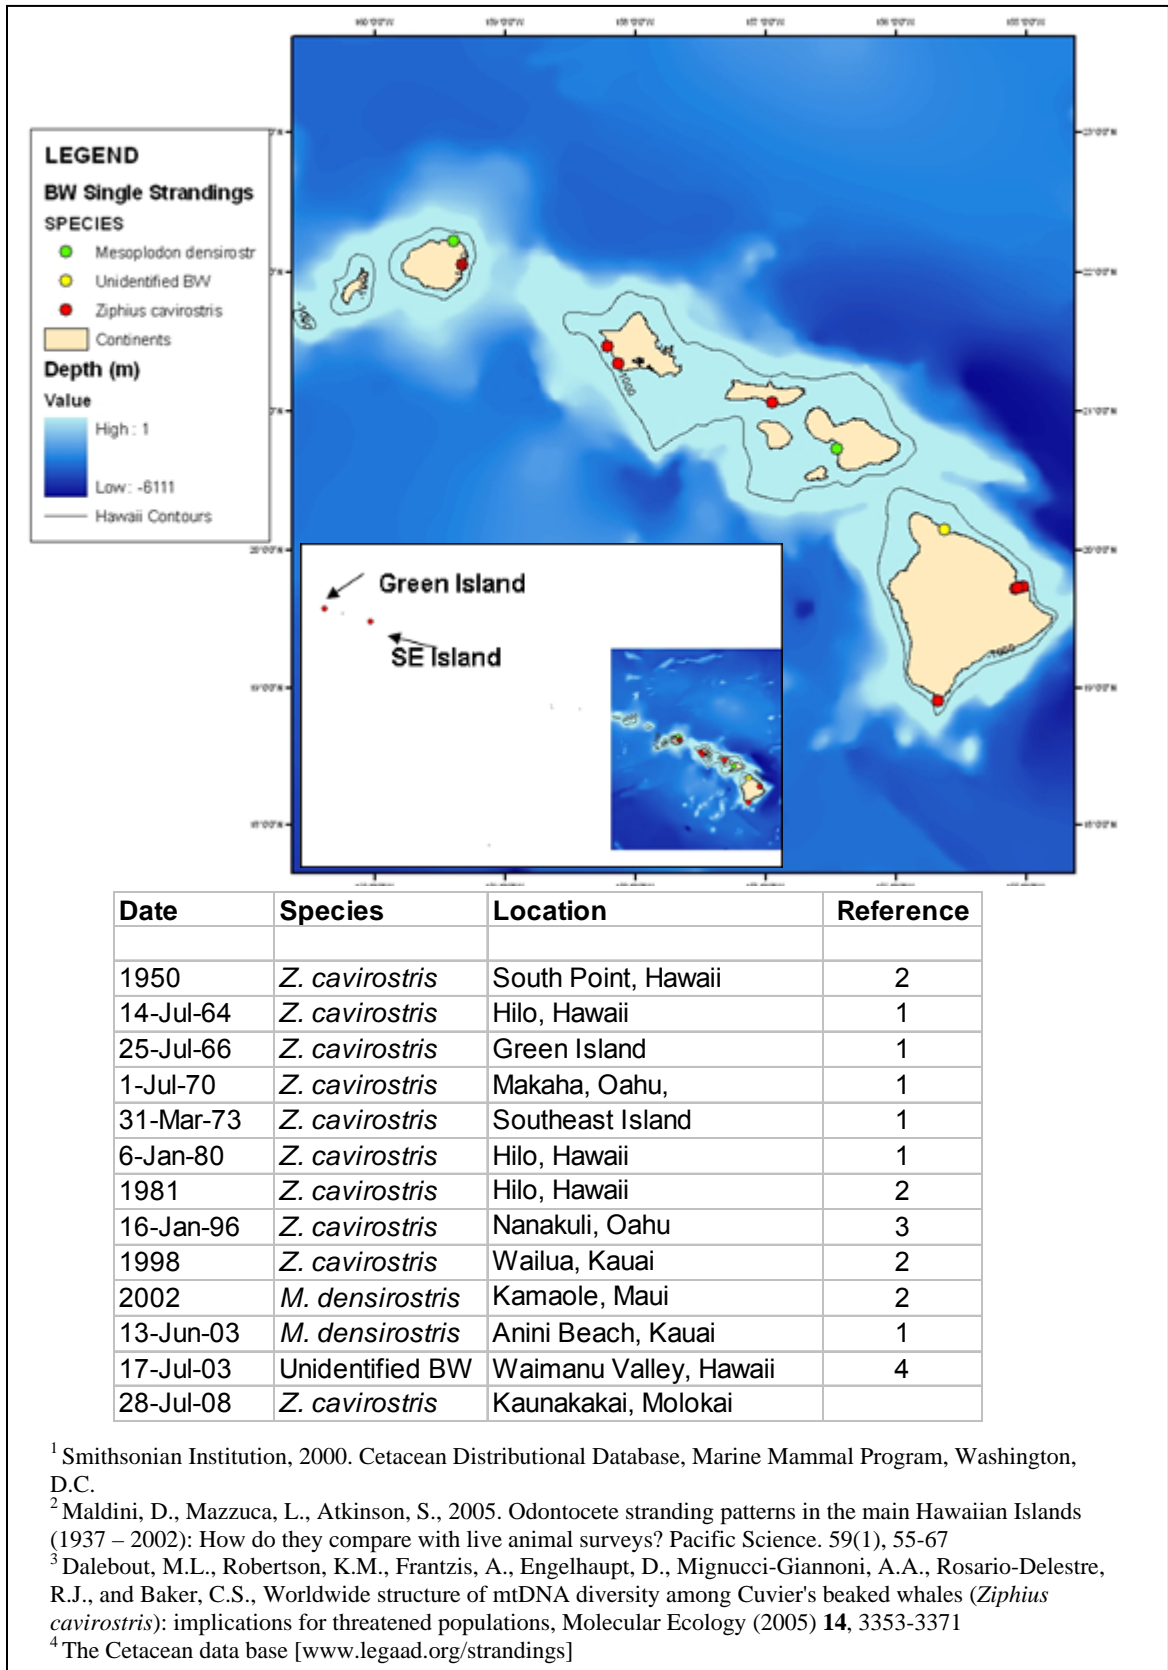 LEGEND
BW Single Strandings
SPECIES
Mesoplodon densirostr
Unidentified BW
Ziphius cavirostris
Continents
Depth (m)
Value
High : 1
Low : -6111
Hawaii Contours
Green Island
SE Island
Date Species Location Reference
1950 Z. cavirostris South Point, Hawaii 2
14-Jul-64 Z. cavirostris Hilo, Hawaii 1
25-Jul-66 Z. cavirostris Green Island 1
1-Jul-70 Z. cavirostris Makaha, Oahu, 1
31-Mar-73 Z. cavirostris Southeast Island 1
6-Jan-80 Z. cavirostris Hilo, Hawaii 1
1981 Z. cavirostris Hilo, Hawaii 2
16-Jan-96 Z. cavirostris Nanakuli, Oahu 3
1998 Z. cavirostris Wailua, Kauai 2
2002 M. densirostris Kamaole, Maui 2
13-Jun-03 M. densirostris Anini Beach, Kauai 1
17-Jul-03 Unidentified BW Waimanu Valley, Hawaii 4
28-Jul-08 Z. cavirostris Kaunakakai, Molokai
1 Smithsonian Institution, 2000. Cetacean Distributional Database, Marine Mammal Program, Washington,
D.C.
2 Maldini, D., Mazzuca, L., Atkinson, S., 2005. Odontocete stranding patterns in the main Hawaiian Islands
(1937 – 2002): How do they compare with live animal surveys? Pacific Science. 59(1), 55-67
3 Dalebout, M.L., Robertson, K.M., Frantzis, A., Engelhaupt, D., Mignucci-Giannoni, A.A., Rosario-Delestre,
R.J., and Baker, C.S., Worldwide structure of mtDNA diversity among Cuvier's beaked whales (Ziphius
cavirostris): implications for threatened populations, Molecular Ecology (2005) 14, 3353-3371
4 The Cetacean data base [www.legaad.org/strandings]